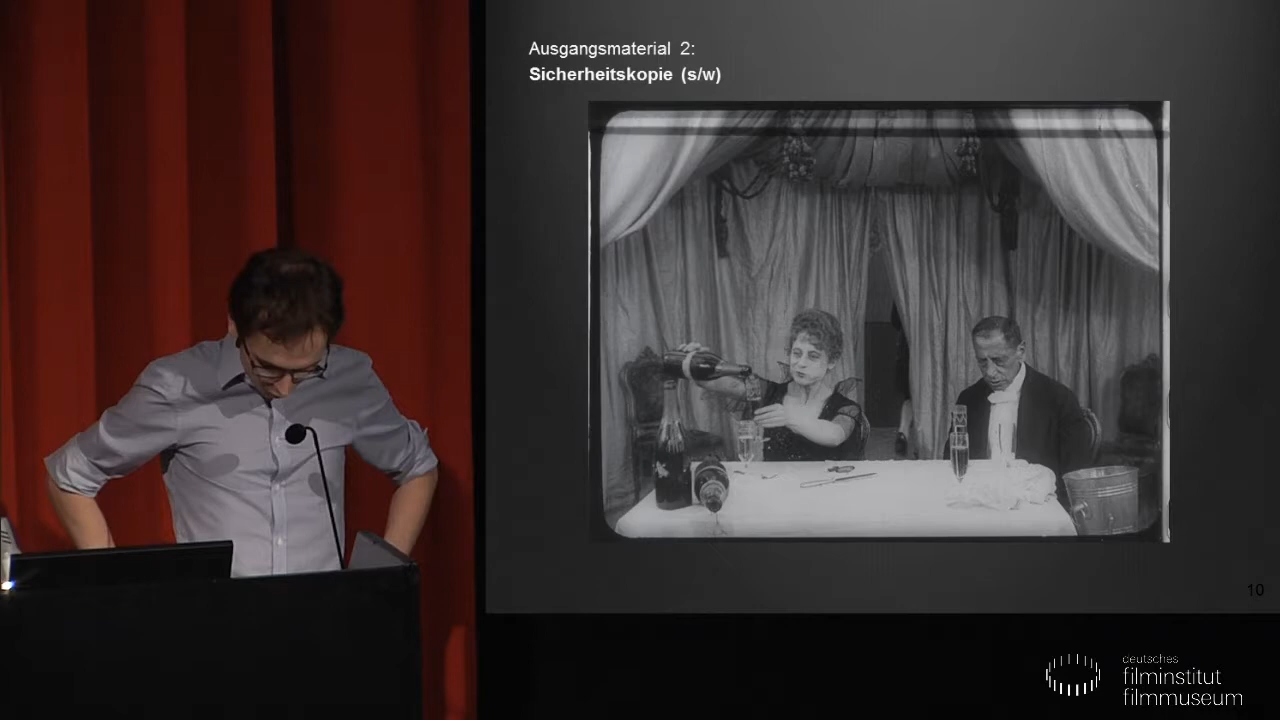 Ausgangsmaterial 2:
Sicherheitskopie (s/w)
10
deutsches
filminstitut
filmmuseum